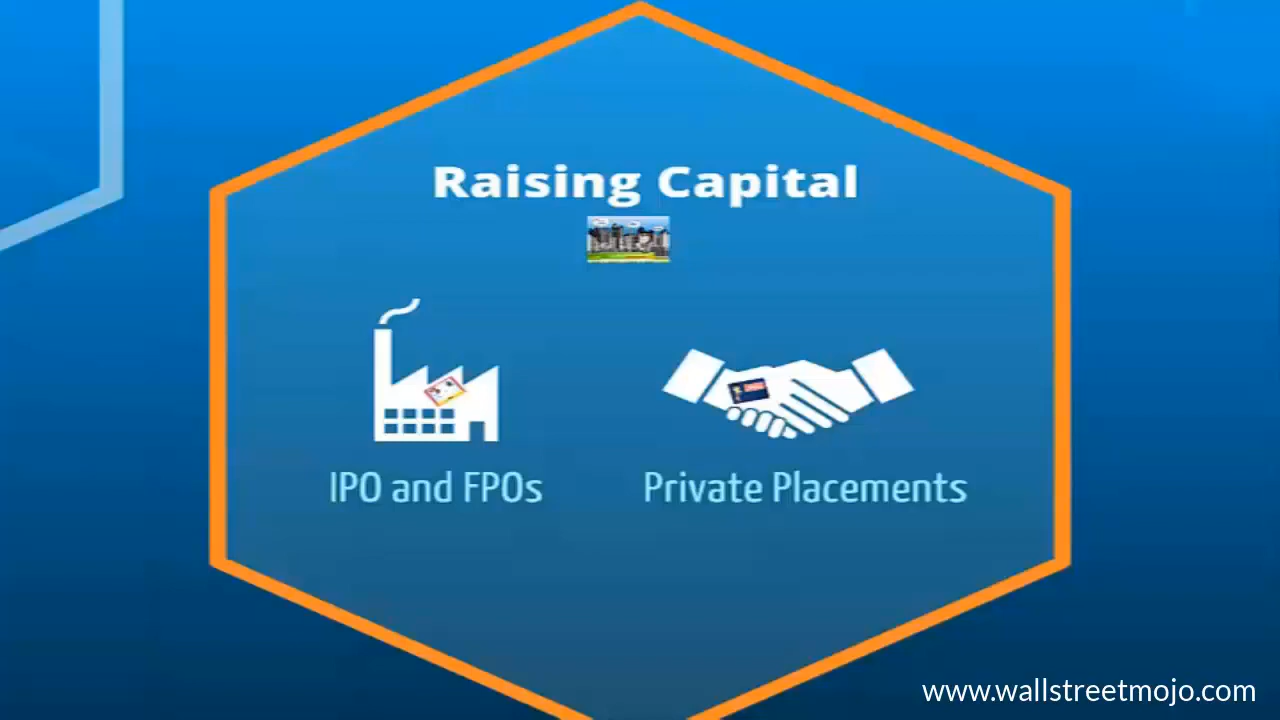 Raising Capital
IPO and FPOs
Private Placements
www.wallstreetmojo.com